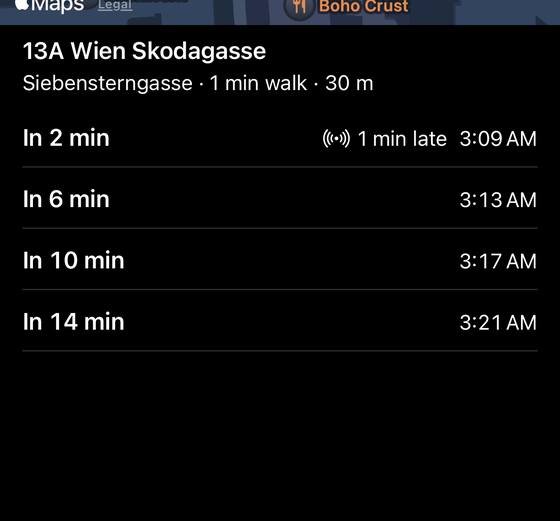 Maps Legal Boho Crust
13A Wien Skodagasse
Siebensterngasse · 1 min walk · 30 m
In 2 min 1 min late 3:09 AM
In 6 min 3:13 AM
In 10 min 3:17 AM
In 14 min 3:21 AM